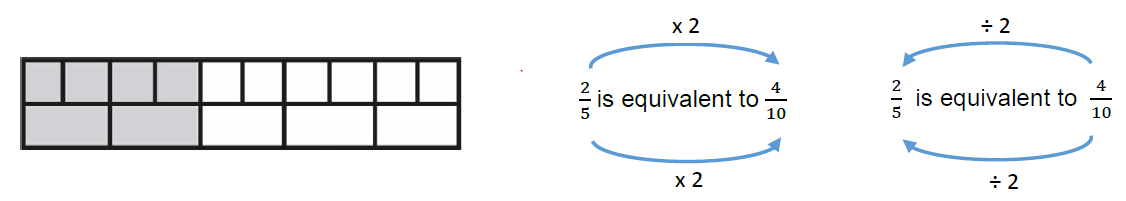 x 2
2/5 is equivalent to 4/10
x 2
÷ 2
2/5 is equivalent to 4/10
÷ 2